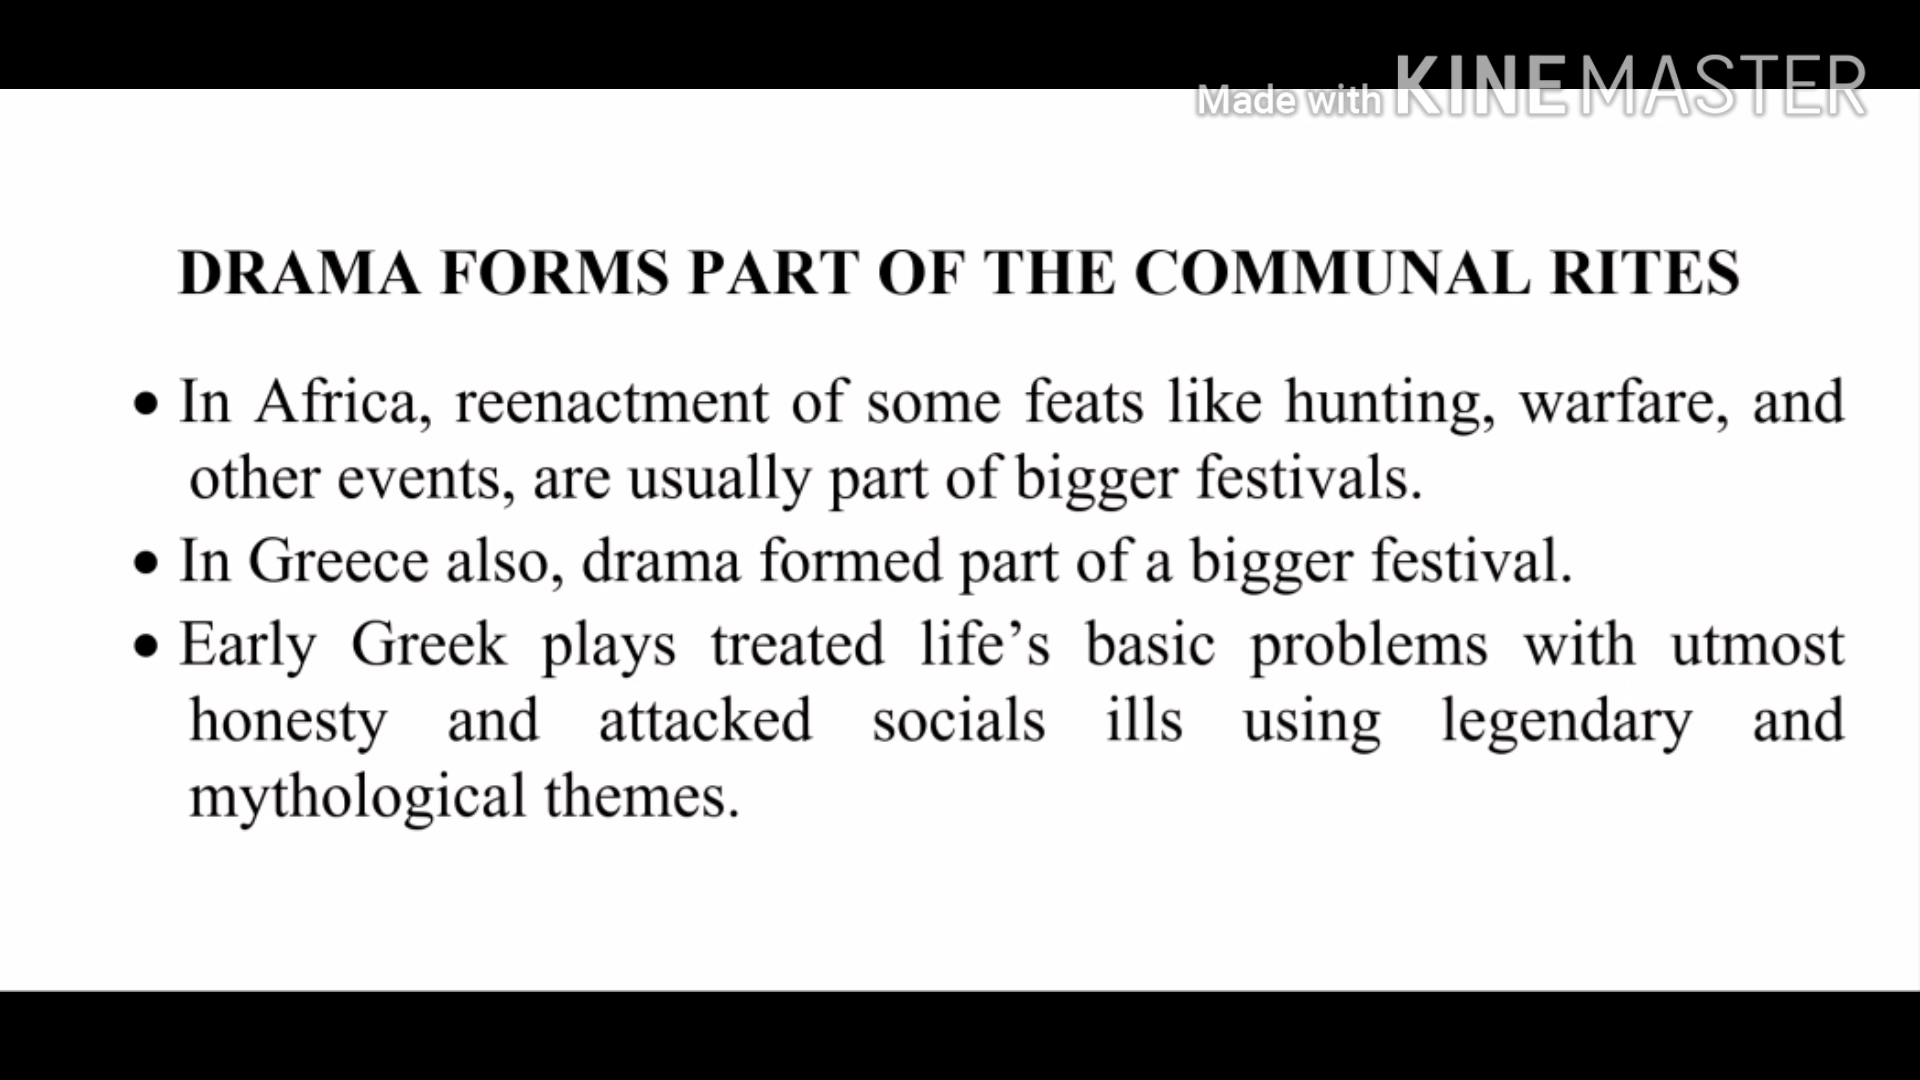 Made with KINEMASTER
DRAMA FORMS PART OF THE COMMUNAL RITES
• In Africa, reenactment of some feats like hunting, warfare, and
other events, are usually part of bigger festivals.
• In Greece also, drama formed part of a bigger festival.
• Early Greek plays treated life’s basic problems with utmost
honesty and attacked socials ills using legendary and
mythological themes.